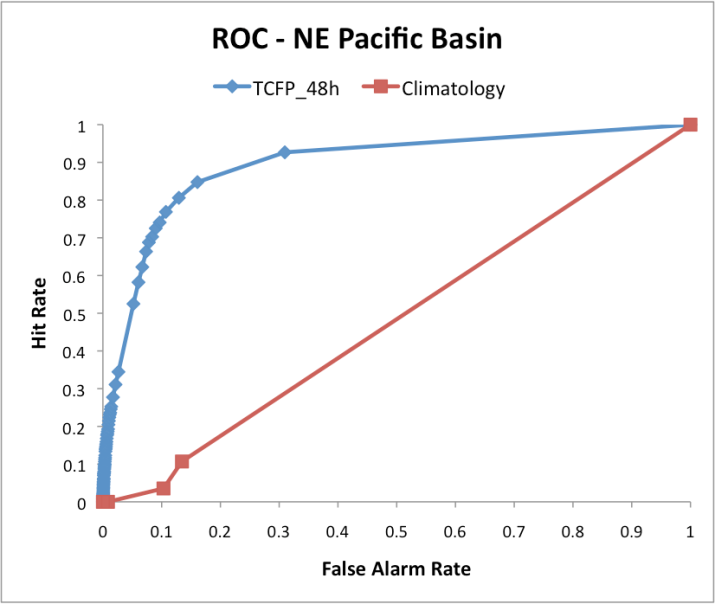 ROC - NE Pacific Basin
TCFP_48h Climatology
1
0.9
0.8
0.7
0.6
0.5
0.4
0.3
0.2
0.1
0
Hit Rate
0 0.1 0.2 0.3 0.4 0.5 0.6 0.7 0.8 0.9 1
False Alarm Rate